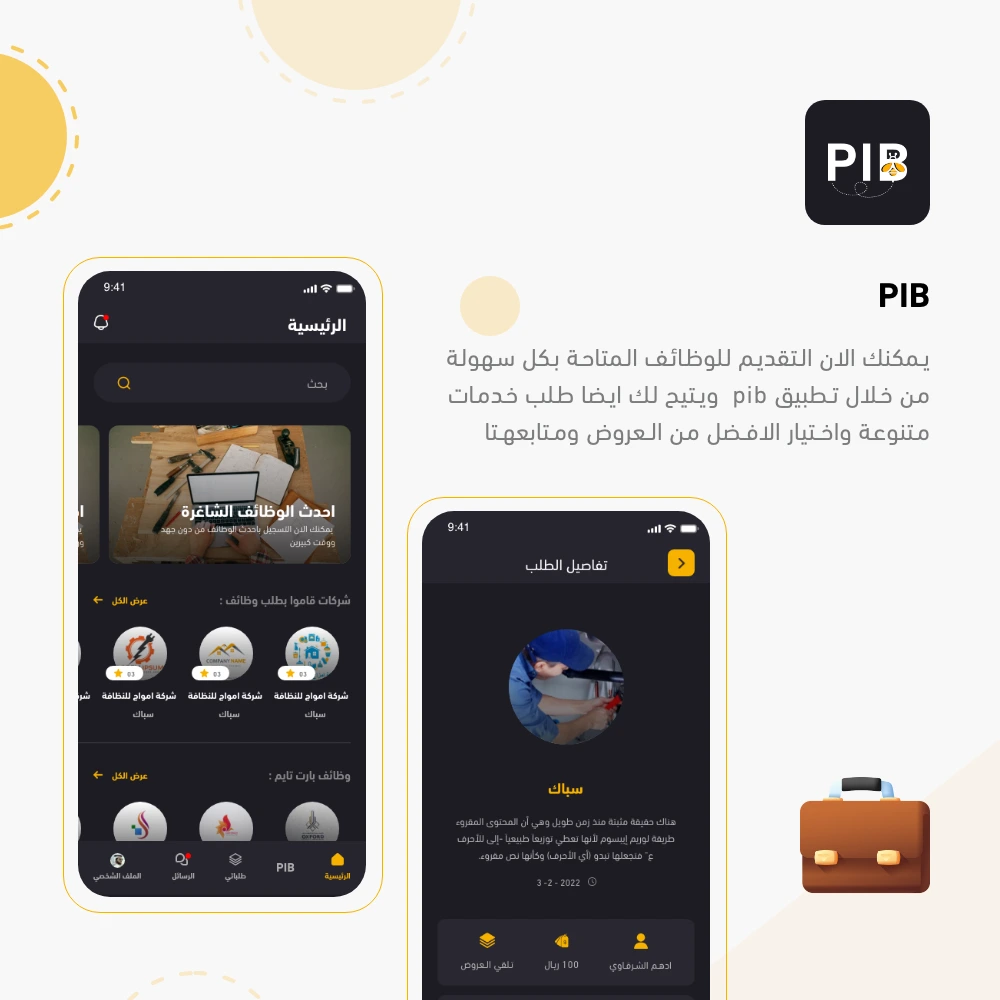 PIB
PIB
يمكنك الان التقديم للوظائف المتاحة بكل سهولة
من خلال تطبيق pib ويتيح لك ايضا طلب خدمات
متنوعة واختيار الافضل من العروض ومتابعهتا
9:41
الرئيسية
بحث
احدث الوظائف الشاغرة
يمكنك الان التسجيل باحدث الوظائف من دون جهد
ووقت كبيرين
شركات قاموا بطلب وظائف :
عرض الكل
COMPANY NAME
03
03
03
شركة امواج للنظافة
شركة امواج للنظافة
شركة امواج للنظافة
سباك
سباك
سباك
وظائف بارت تايم :
عرض الكل
الرئيسية
PIB
طلباتي
الرسائل
الملف الشخصي
9:41
تفاصيل الطلب
سباك
هناك حقيقة مثبتة منذ زمن طويل وهي أن المحتوى المقروء
طريقة لوريم إيبسوم لأنها تعطي توزيعا طبيعيا -إلى للأحرف
ع" فتجعلها تبدو (أي الأحرف) وكأنها نص مقروء.
3 -2 - 2022
ادهم الشرقاوي
100 ريال
تلقي العروض